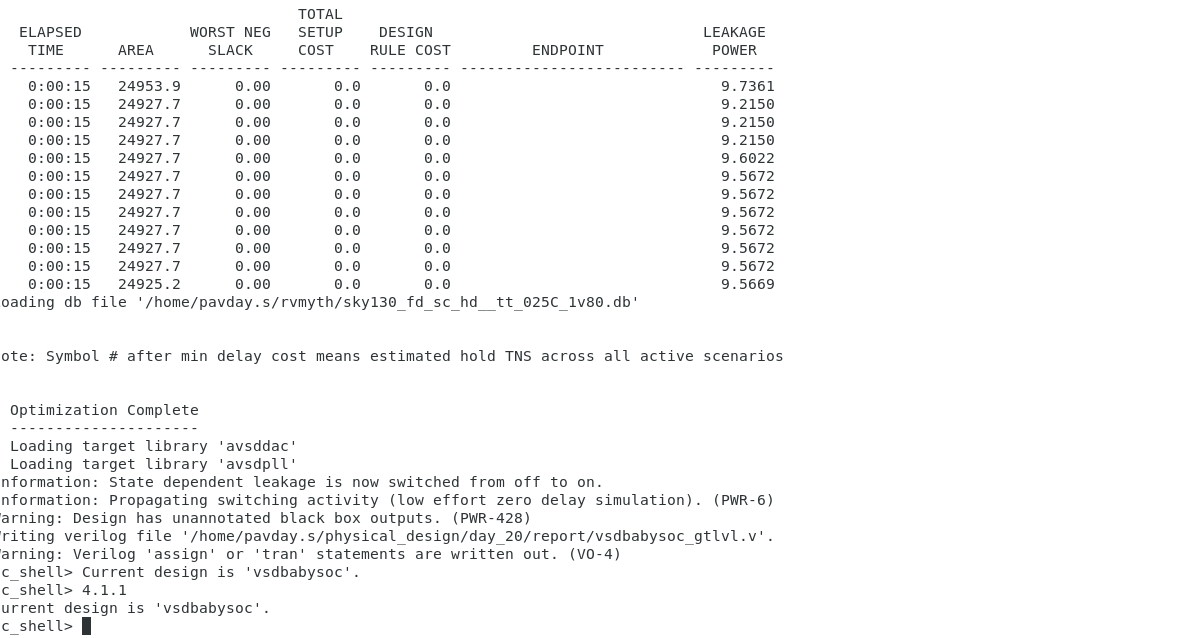 TOTAL
ELAPSED WORST NEG SETUP DESIGN LEAKAGE
TIME AREA SLACK COST RULE COST ENDPOINT POWER
--------- --------- --------- --------- --------- ------------------------- ---------
0:00:15 24953.9 0.00 0.0 0.0 9.7361
0:00:15 24927.7 0.00 0.0 0.0 9.2150
0:00:15 24927.7 0.00 0.0 0.0 9.2150
0:00:15 24927.7 0.00 0.0 0.0 9.2150
0:00:15 24927.7 0.00 0.0 0.0 9.6022
0:00:15 24927.7 0.00 0.0 0.0 9.5672
0:00:15 24927.7 0.00 0.0 0.0 9.5672
0:00:15 24927.7 0.00 0.0 0.0 9.5672
0:00:15 24927.7 0.00 0.0 0.0 9.5672
0:00:15 24927.7 0.00 0.0 0.0 9.5672
0:00:15 24927.7 0.00 0.0 0.0 9.5672
0:00:15 24925.2 0.00 0.0 0.0 9.5669
oading db file '/home/pavday.s/rvmyth/sky130_fd_sc_hd__tt_025C_1v80.db'
ote: Symbol # after min delay cost means estimated hold TNS across all active scenarios
Optimization Complete
---------------------
Loading target library 'avsddac'
Loading target library 'avsdpll'
nformation: State dependent leakage is now switched from off to on.
nformation: Propagating switching activity (low effort zero delay simulation). (PWR-6)
arning: Design has unannotated black box outputs. (PWR-428)
riting verilog file '/home/pavday.s/physical_design/day_20/report/vsdbabysoc_gtlvl.v'.
arning: Verilog 'assign' or 'tran' statements are written out. (VO-4)
c_shell> Current design is 'vsdbabysoc'.
c_shell> 4.1.1
urrent design is 'vsdbabysoc'.
c_shell>